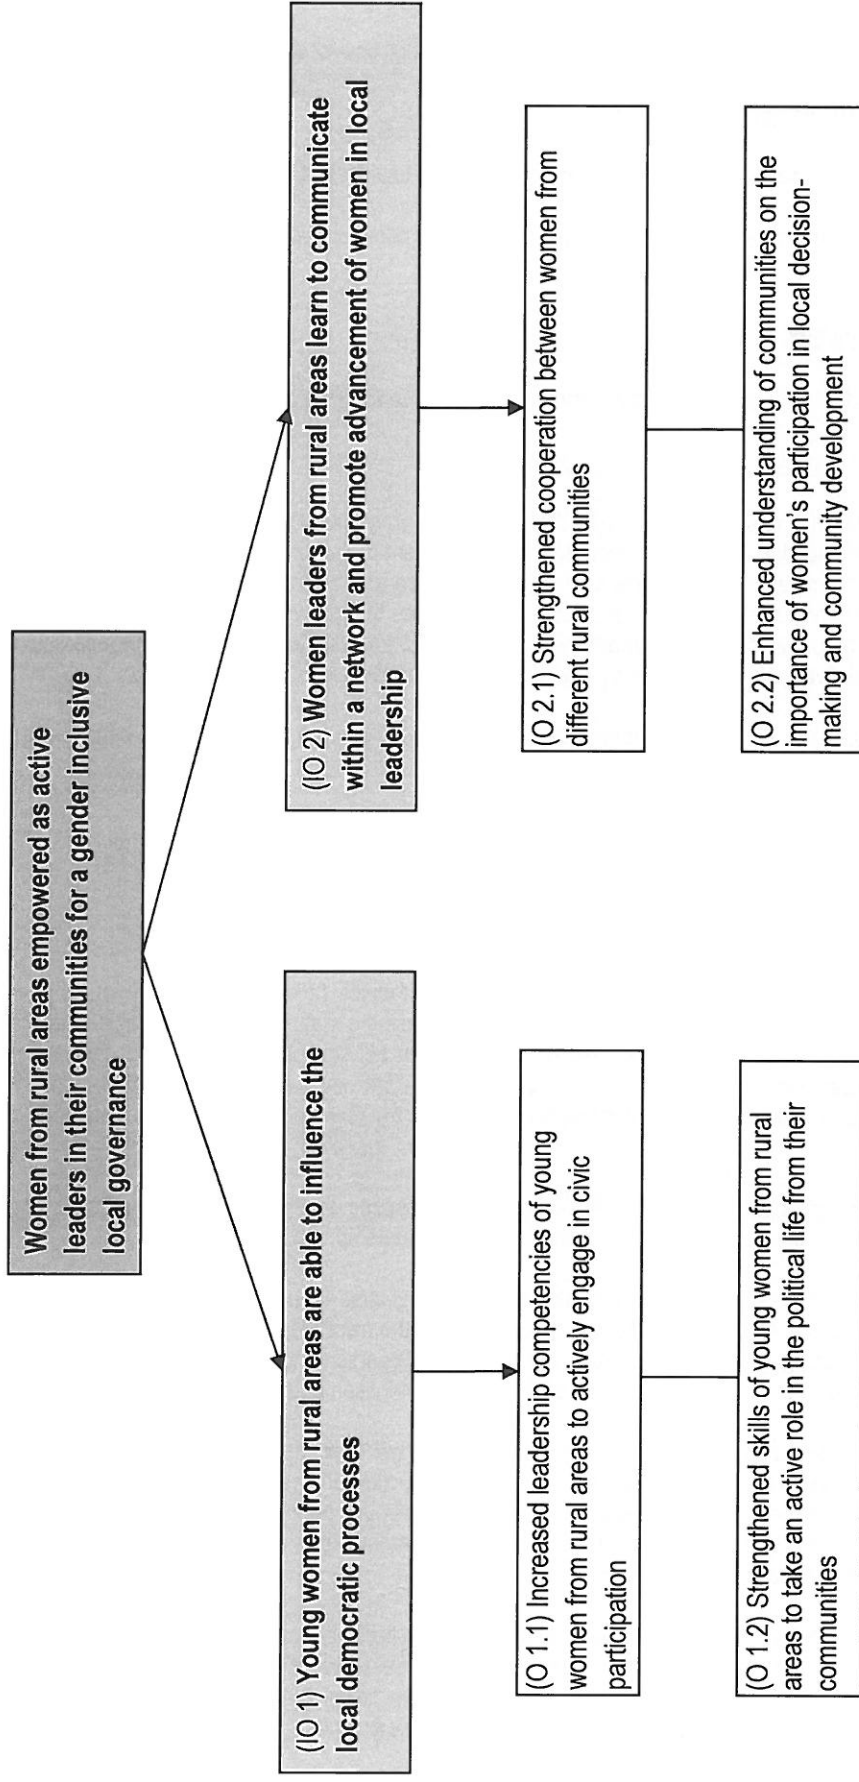 Women from rural areas empowered as active
leaders in their communities for a gender inclusive
local governance
(IO 1) Young women from rural areas are able to influence the
local democratic processes
(O 1.1) Increased leadership competencies of young
women from rural areas to actively engage in civic
participation
(O 1.2) Strengthened skills of young women from rural
areas to take an active role in the political life from their
communities
(IO 2) Women leaders from rural areas learn to communicate
within a network and promote advancement of women in local
leadership
(O 2.1) Strengthened cooperation between women from
different rural communities
(O 2.2) Enhanced understanding of communities on the
importance of women's participation in local decision-
making and community development